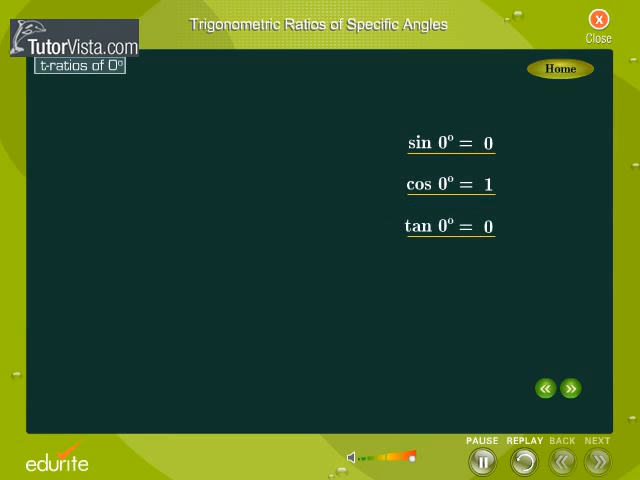 Trigonometric Ratios of Specific Angles
x
Close
TutorVista.com
t-ratios of 0°
Home
sin 0° = 0
cos 0° = 1
tan 0° = 0
PAUSE REPLAY BACK NEXT
edurite